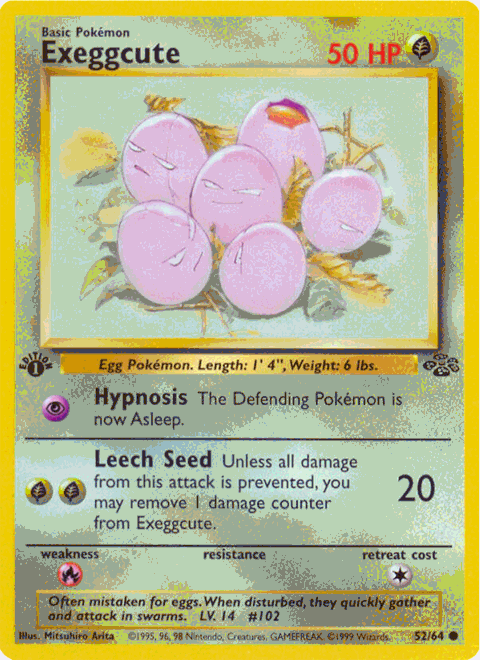 Basic Pokémon
Exeggcute 50 HP
EDITION
1
Egg Pokémon. Length: 1' 4", Weight: 6 lbs.
Hypnosis The Defending Pokémon is
now Asleep.
Leech Seed Unless all damage
from this attack is prevented, you
may remove 1 damage counter
from Exeggcute.
20
weakness resistance retreat cost
Often mistaken for eggs. When disturbed, they quickly gather
and attack in swarms. LV. 14 #102
Illus. Mitsuhiro Arita ©1995, 96, 98 Nintendo, Creatures, GAMEFREAK. ©1999 Wizards. 52/64